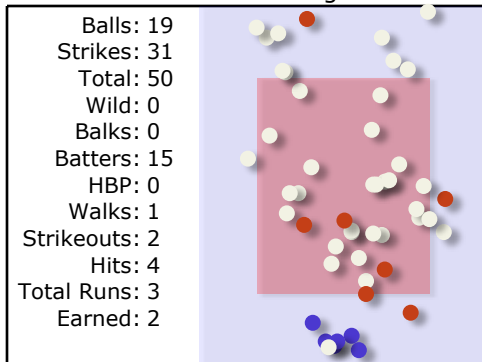 Balls: 19
Strikes: 31
Total: 50
Wild: 0
Balks: 0
Batters: 15
HBP: 0
Walks: 1
Strikeouts: 2
Hits: 4
Total Runs: 3
Earned: 2